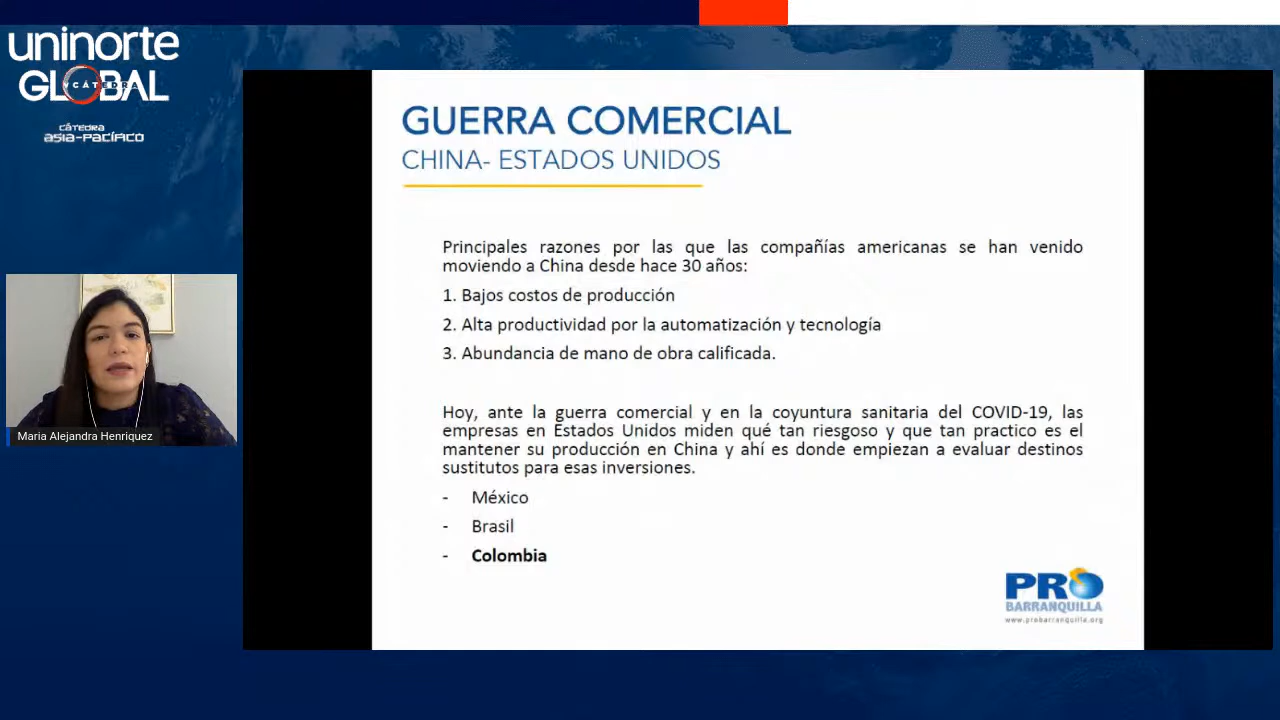 uninorte
GLOBAL
CÁTEDRA
CÁTEDRA
ASIA-PACÍFICO
GUERRA COMERCIAL
CHINA- ESTADOS UNIDOS
Principales razones por las que las compañías americanas se han venido
moviendo a China desde hace 30 años:
1. Bajos costos de producción
2. Alta productividad por la automatización y tecnología
3. Abundancia de mano de obra calificada.
Hoy, ante la guerra comercial y en la coyuntura sanitaria del COVID-19, las
empresas en Estados Unidos miden qué tan riesgoso y que tan practico es el
mantener su producción en China y ahí es donde empiezan a evaluar destinos
sustitutos para esas inversiones.
- México
- Brasil
- Colombia
PRO
BARRANQUILLA
www.probarranquilla.org
Maria Alejandra Henriquez